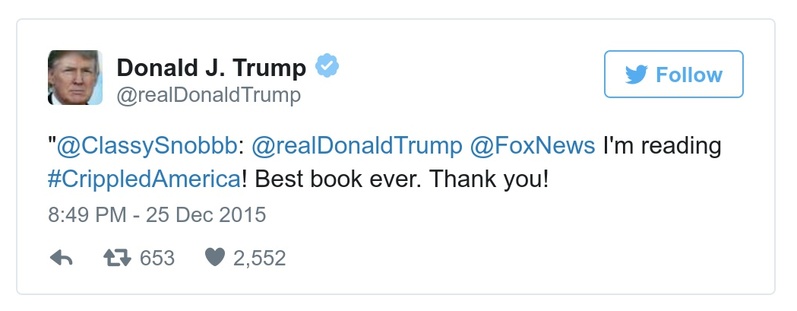 Donald J. Trump
@realDonaldTrump
Follow
"@ClassySnobbb: @realDonaldTrump @FoxNews I'm reading
#CrippledAmerica! Best book ever. Thank you!
8:49 PM - 25 Dec 2015
653 2,552